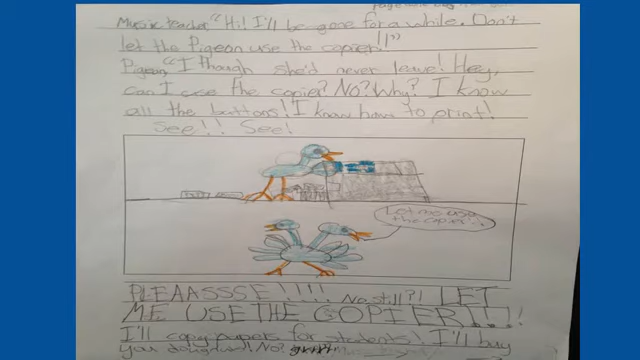 Music teacher "Hi! I'll be gone for a while. Don't
let the Pigeon use the copier!!"
Pigeon "I though she'd never leave! Hey,
can I use the copier? No? Why? I know
all the buttons! I know how to print!
See!! See!
Let me use
the copier!
PLEAASSSE!!!! No still?! LET
ME USE THE COPIER!!!!
I'll copy papers for students! I'll buy
you doughnuts! No?